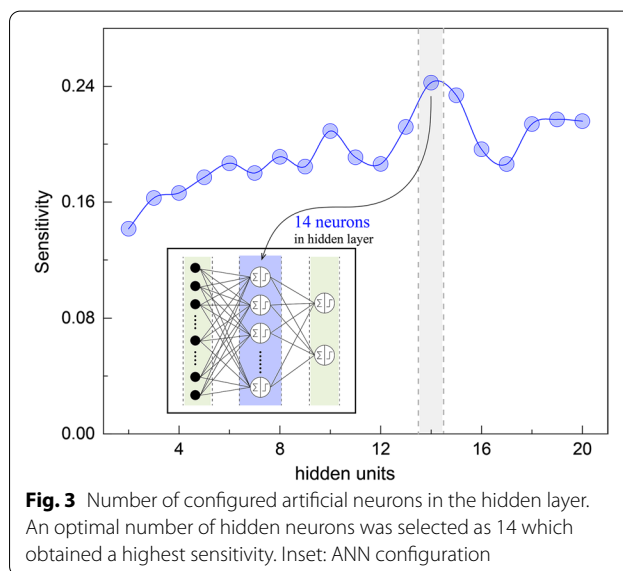 0.24
0.16
0.08
0.00
Sensitivity
14 neurons
in hidden layer
Σ Σ Σ Σ Σ Σ
4 8 12 16 20
hidden units
Fig. 3 Number of configured artificial neurons in the hidden layer.
An optimal number of hidden neurons was selected as 14 which
obtained a highest sensitivity. Inset: ANN configuration